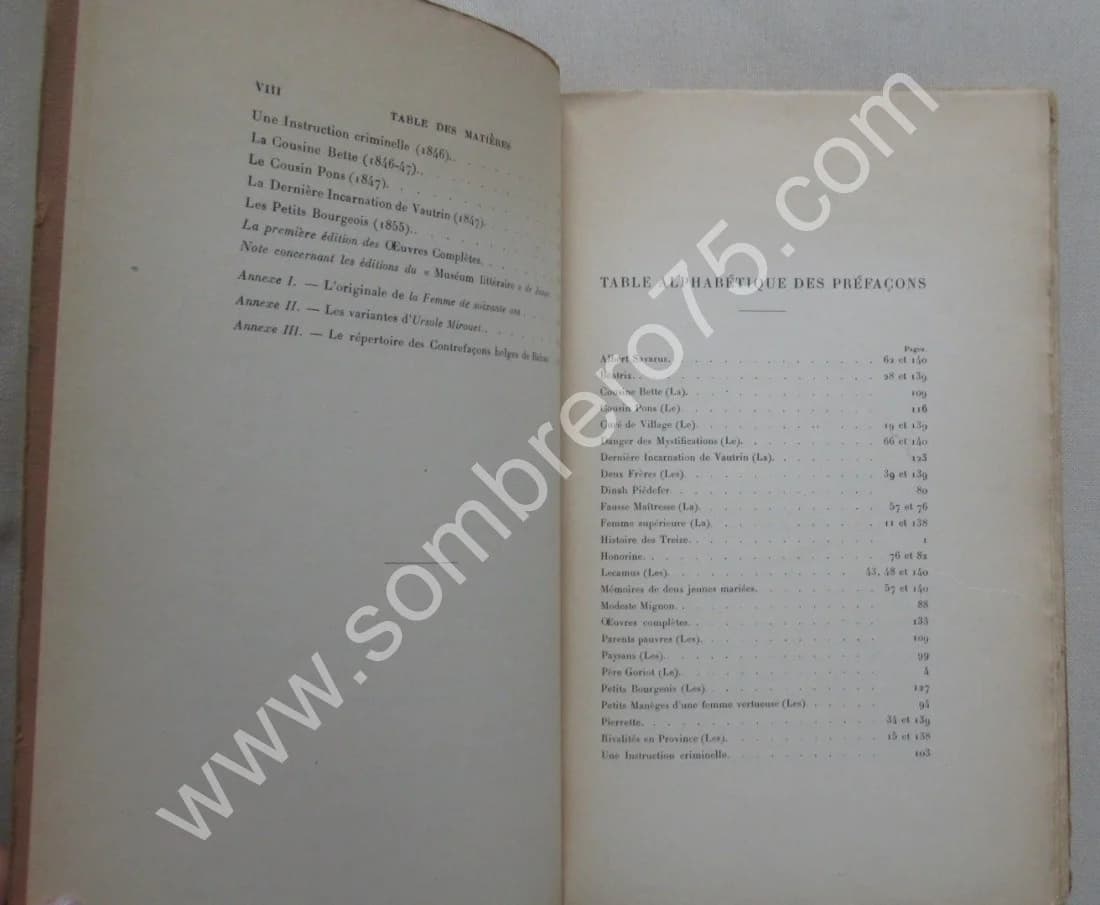 VIII
TABLE DES MATIÈRES
Une Instruction criminelle (1846). . . . . . .
La Cousine Bette (1846-47). . . . . . . .
Le Cousin Pons (1847). . . . . . . . .
La Dernière Incarnation de Vautrin (1847). . . . .
Les Petits Bourgeois (1855). . . . . . . .
La première édition des Œuvres Complètes. . . . .
Note concernant les éditions du « Muséum littéraire » de
Annexe I. — L'originale de la Femme de soixante ans . . .
Annexe II. — Les variantes d'Ursule Mirouet. . . . .
Annexe III. — Le répertoire des Contrefaçons belges de
TABLE ALPHABÉTIQUE DES PRÉFAÇONS
Pages.
Albert Savarus. . . . . . . . . . . 62 et 140
Béatrix. . . . . . . . . . . . 28 et 139
Cousine Bette (La). . . . . . . . . . 109
Cousin Pons (Le) . . . . . . . . . . 116
Curé de Village (Le). . . . . . . . . 19 et 139
Danger des Mystifications (Le). . . . . . . 66 et 140
Dernière Incarnation de Vautrin (La). . . . . . 123
Deux Frères (Les) . . . . . . . . . 39 et 139
Dinah Piédefer. . . . . . . . . . . 80
Fausse Maîtresse (La). . . . . . . . . 57 et 76
Femme supérieure (La). . . . . . . . . 11 et 138
Histoire des Treize. . . . . . . . . . 1
Honorine. . . . . . . . . . . . 76 et 82
Lecamus (Les). . . . . . . . . . 43, 48 et 140
Mémoires de deux jeunes mariées. . . . . . . 57 et 140
Modeste Mignon. . . . . . . . . . . 88
Œuvres complètes. . . . . . . . . . 133
Parents pauvres (Les). . . . . . . . . 109
Paysans (Les). . . . . . . . . . . 99
Père Goriot (Le). . . . . . . . . . 4
Petits Bourgeois (Les) . . . . . . . . . 127
Petits Manèges d'une femme vertueuse (Les) . . . . . 94
Pierrette. . . . . . . . . . . . 34 et 139
Rivalités en Province (Les). . . . . . . . 15 et 138
Une Instruction criminelle. . . . . . . . . 103
www.sombrero75.com